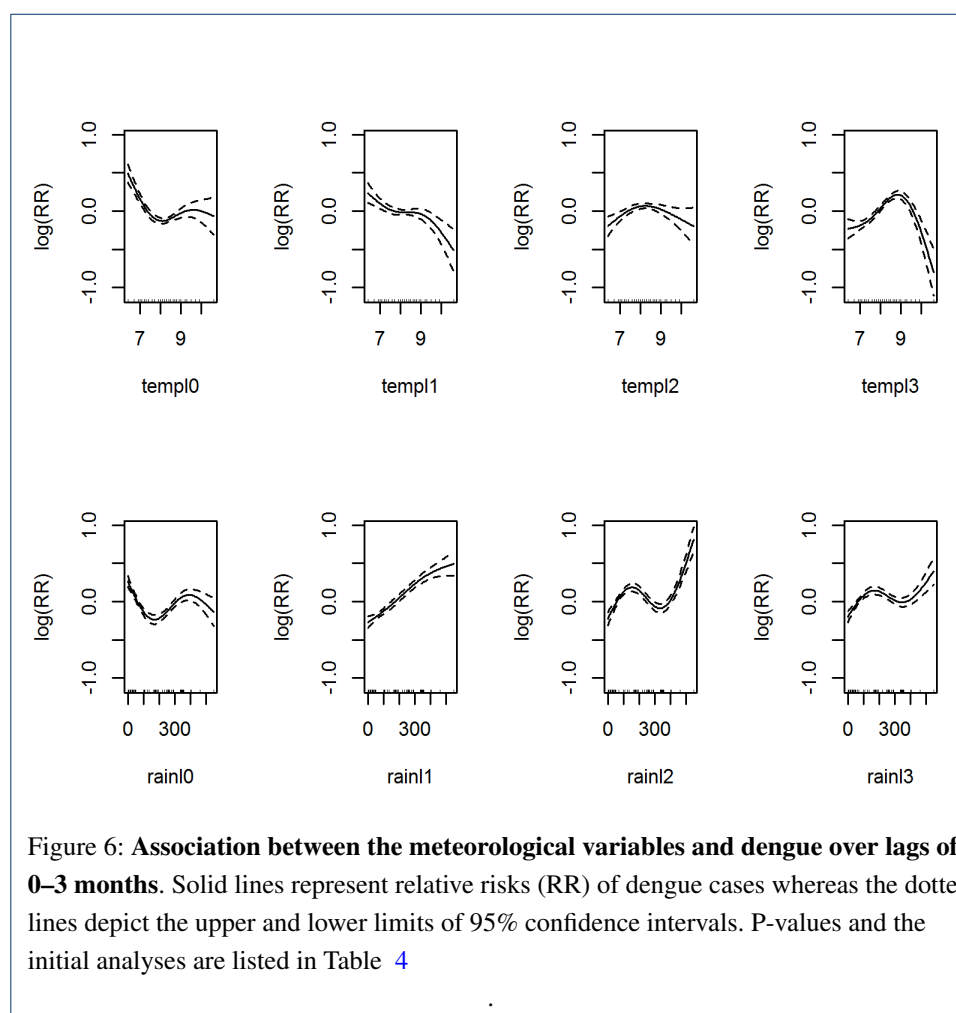 1.0 1.0 1.0 1.0
log(RR) log(RR) log(RR) log(RR)
0.0 0.0 0.0 0.0
-1.0 -1.0 -1.0 -1.0
7 9 7 9 7 9 7 9
templ0 templ1 templ2 templ3
1.0 1.0 1.0 1.0
log(RR) log(RR) log(RR) log(RR)
0.0 0.0 0.0 0.0
-1.0 -1.0 -1.0 -1.0
0 300 0 300 0 300 0 300
rainl0 rainl1 rainl2 rainl3
Figure 6: Association between the meteorological variables and dengue over lags of
0–3 months. Solid lines represent relative risks (RR) of dengue cases whereas the dotte
lines depict the upper and lower limits of 95% confidence intervals. P-values and the
initial analyses are listed in Table 4
.